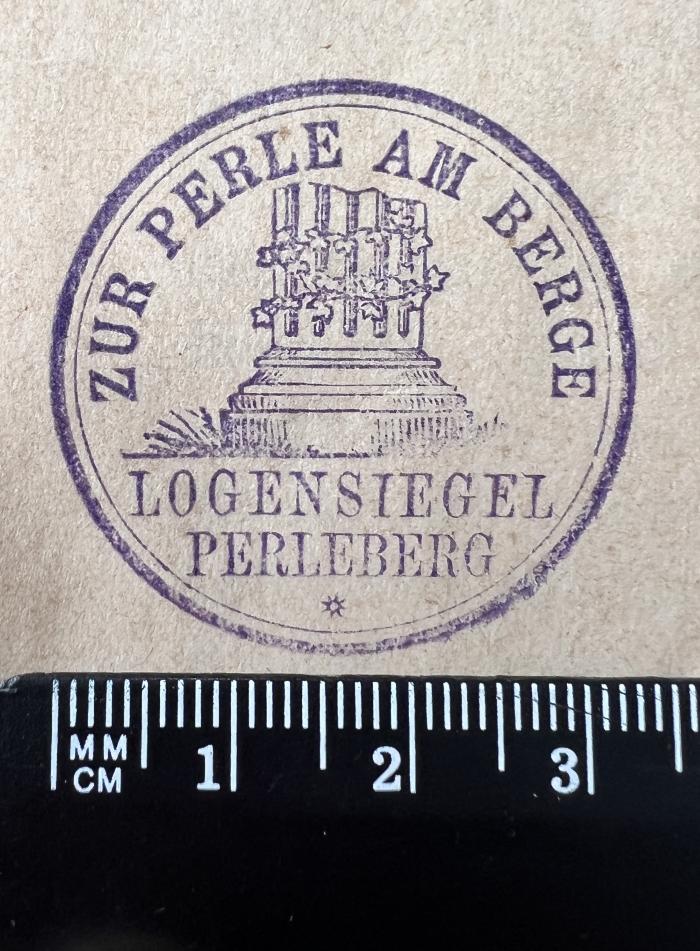 ZUR PERLE AM BERGE
LOGENSIEGEL
PERLEBERG
MM
CM
1 2 3